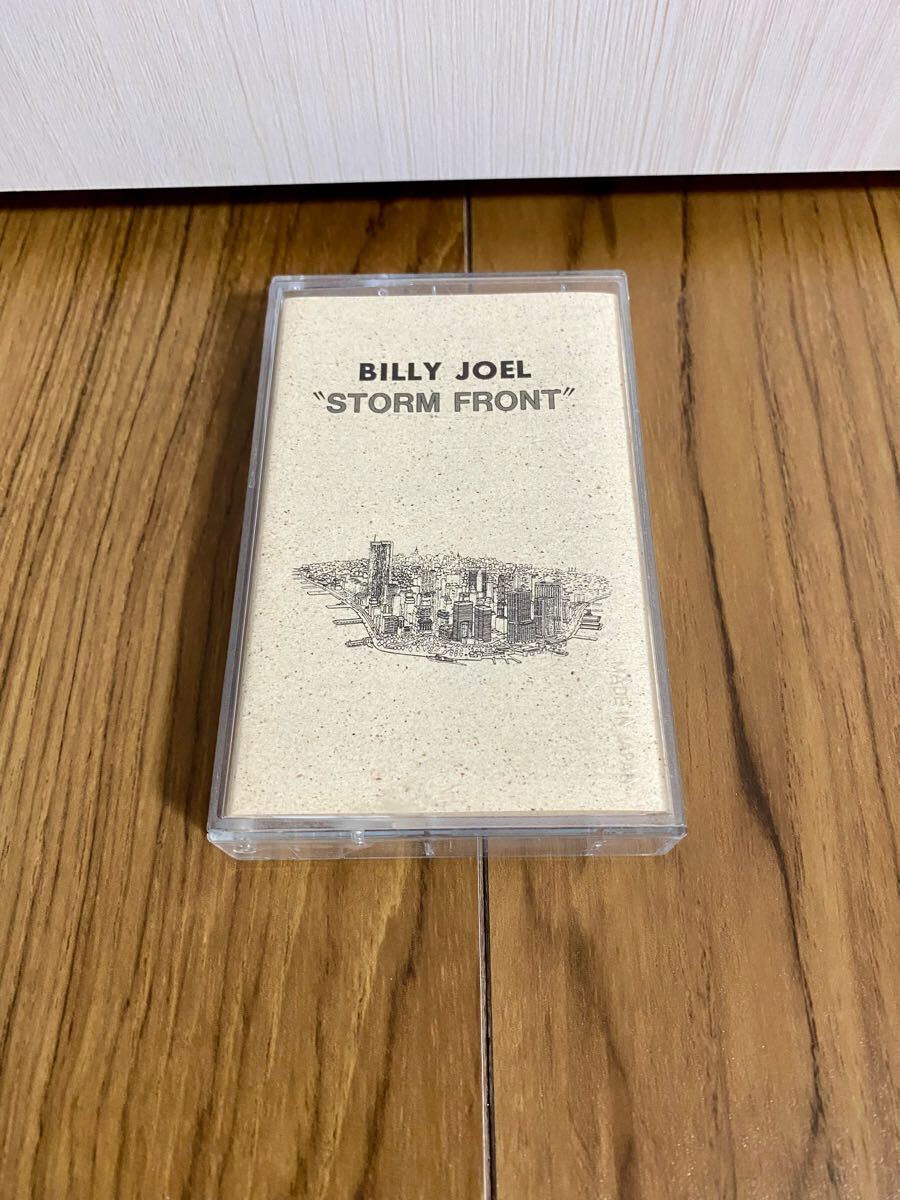 BILLY JOEL
"STORM FRONT"
MADE IN JAPAN